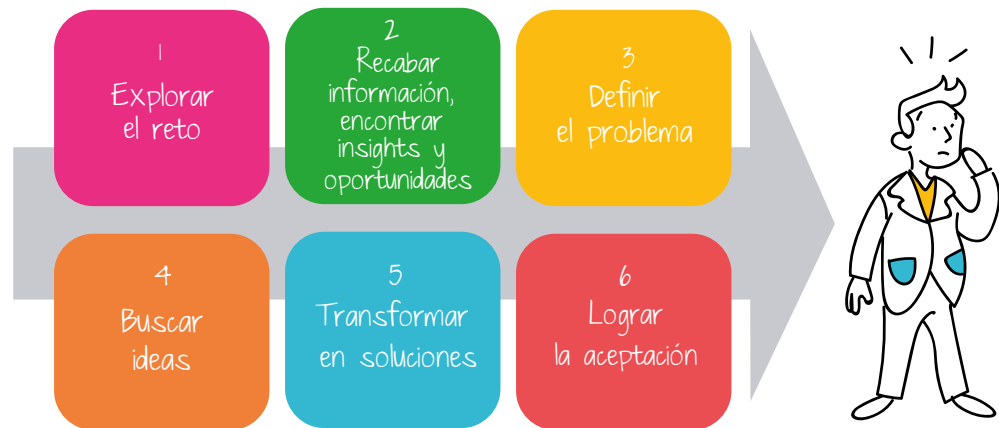 1
Explorar
el reto
2
Recabar
información,
encontrar
insights y
oportunidades
3
Definir
el problema
4
Buscar
ideas
5
Transformar
en soluciones
6
Lograr
la aceptación